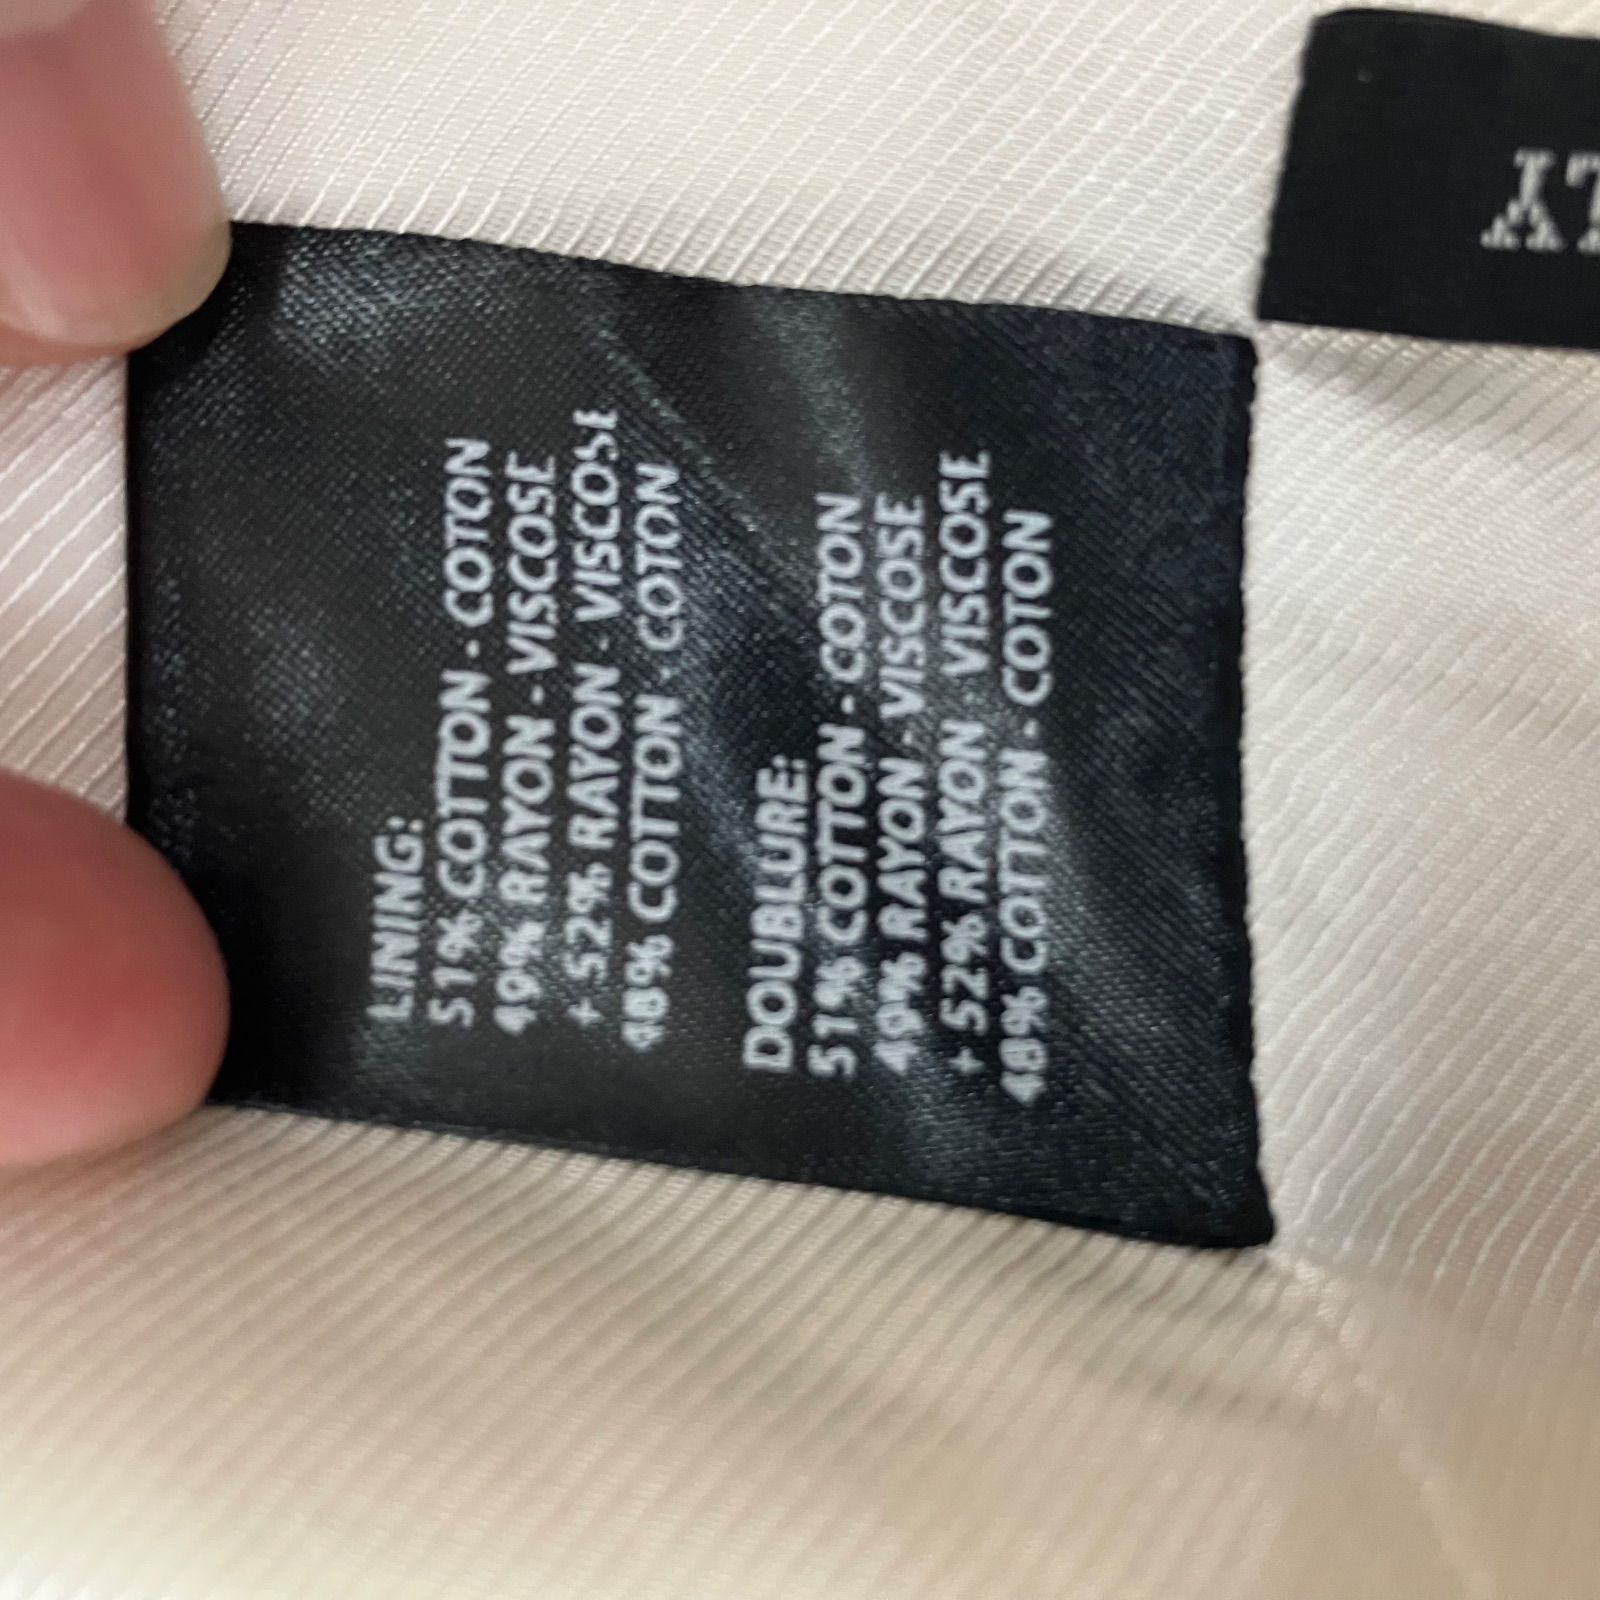 LINING:
51% COTTON - COTON
49% RAYON - VISCOSE
+ 52% RAYON - VISCOSE
48% COTTON - COTON
DOUBLURE:
51% COTTON - COTON
49% RAYON - VISCOSE
+ 52% RAYON - VISCOSE
48% COTTON - COTON